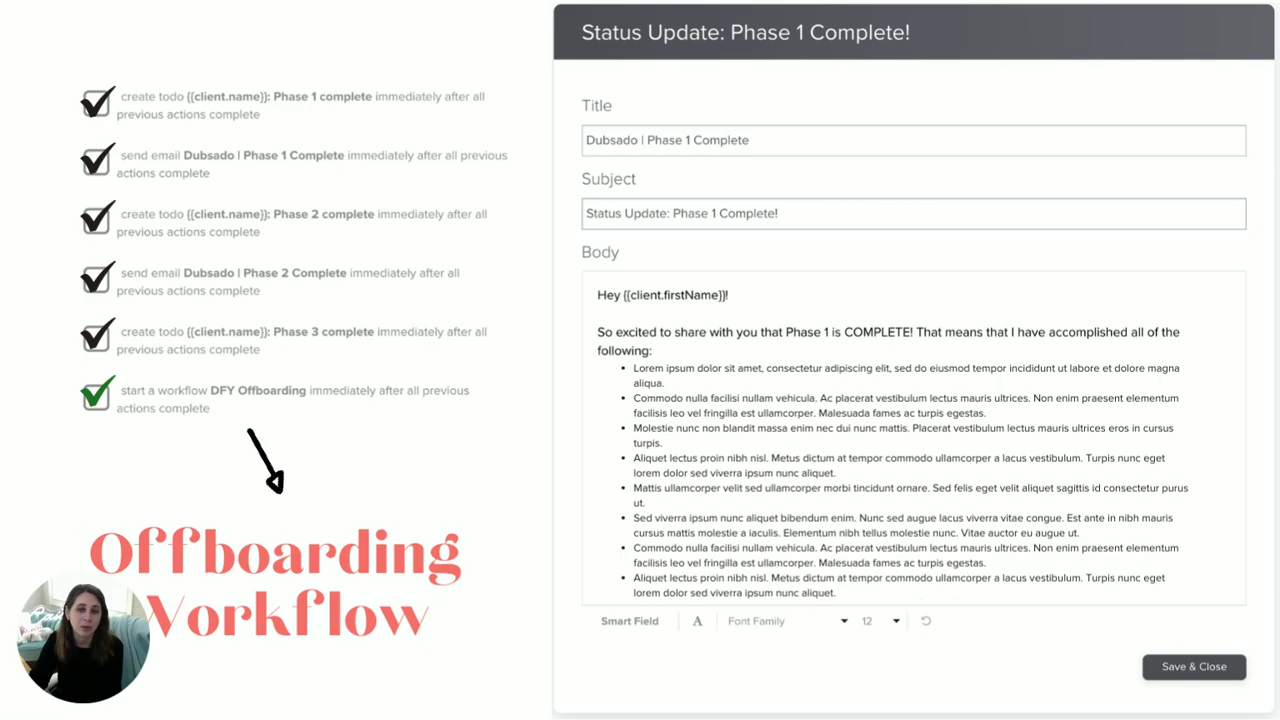 create todo {{client.name}}: Phase 1 complete immediately after all
previous actions complete
send email Dubsado | Phase 1 Complete immediately after all previous
actions complete
create todo {{client.name}}: Phase 2 complete immediately after all
previous actions complete
send email Dubsado | Phase 2 Complete immediately after all
previous actions complete
create todo {{client.name}}: Phase 3 complete immediately after all
previous actions complete
start a workflow DFY Offboarding immediately after all previous
actions complete
Offboarding
Workflow
Status Update: Phase 1 Complete!
Title
Dubsado | Phase 1 Complete
Subject
Status Update: Phase 1 Complete!
Body
Hey {{client.firstName}}!
So excited to share with you that Phase 1 is COMPLETE! That means that I have accomplished all of the
following:
• Lorem ipsum dolor sit amet, consectetur adipiscing elit, sed do eiusmod tempor incididunt ut labore et dolore magna
aliqua.
• Commodo nulla facilisi nullam vehicula. Ac placerat vestibulum lectus mauris ultrices. Non enim praesent elementum
facilisis leo vel fringilla est ullamcorper. Malesuada fames ac turpis egestas.
• Molestie nunc non blandit massa enim nec dui nunc mattis. Placerat vestibulum lectus mauris ultrices eros in cursus
turpis.
• Aliquet lectus proin nibh nisl. Metus dictum at tempor commodo ullamcorper a lacus vestibulum. Turpis nunc eget
lorem dolor sed viverra ipsum nunc aliquet.
• Mattis ullamcorper velit sed ullamcorper morbi tincidunt ornare. Sed felis eget velit aliquet sagittis id consectetur purus
ut.
• Sed viverra ipsum nunc aliquet bibendum enim. Nunc sed augue lacus viverra vitae congue. Est ante in nibh mauris
cursus mattis molestie a iaculis. Elementum nibh tellus molestie nunc. Vitae auctor eu augue ut.
• Commodo nulla facilisi nullam vehicula. Ac placerat vestibulum lectus mauris ultrices. Non enim praesent elementum
facilisis leo vel fringilla est ullamcorper. Malesuada fames ac turpis egestas.
• Aliquet lectus proin nibh nisl. Metus dictum at tempor commodo ullamcorper a lacus vestibulum. Turpis nunc eget
lorem dolor sed viverra ipsum nunc aliquet.
Smart Field A Font Family 12
Save & Close